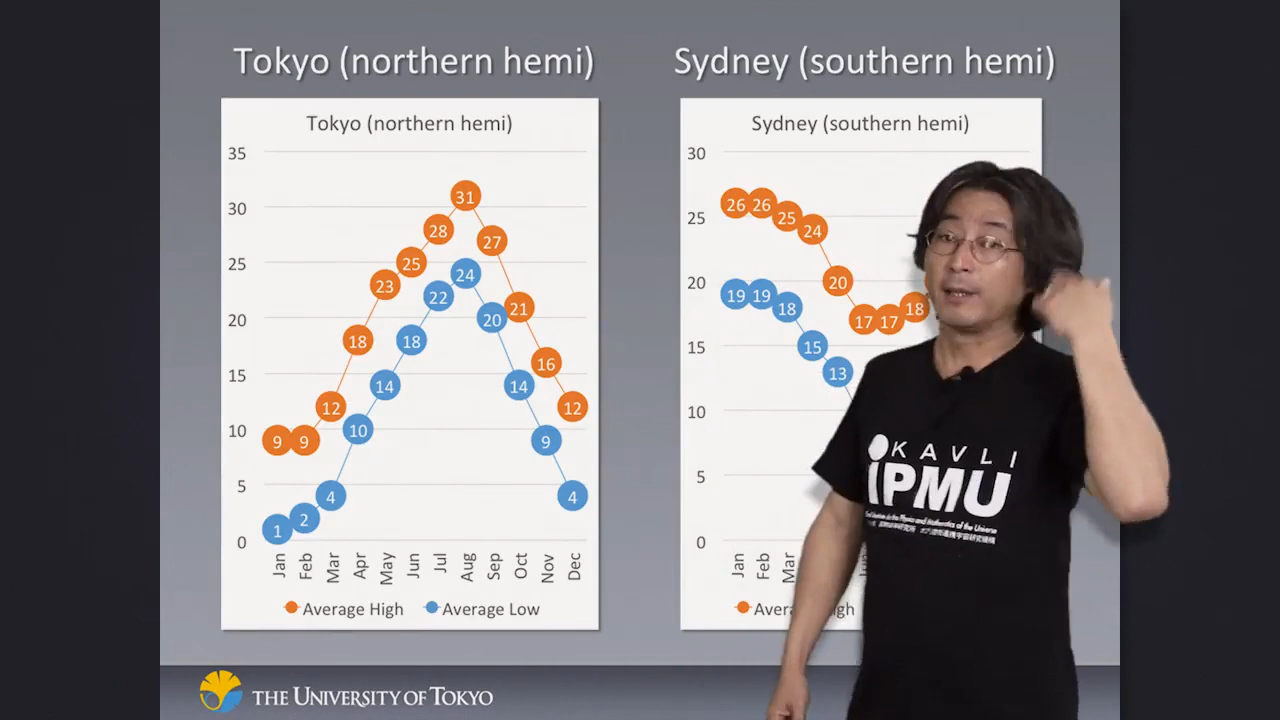 Tokyo (northern hemi)
Sydney (southern hemi)
Tokyo (northern hemi)
35
30
25
20
15
10
5
0
9 9 12 18 23 25 28 31 27 21 16 12
1 2 4 10 14 18 22 24 20 14 9 4
Jan Feb Mar Apr May Jun Jul Aug Sep Oct Nov Dec
Average High Average Low
Sydney (southern hemi)
30
25
20
15
10
5
0
26 26 25 24 20 17 17 18
19 19 18 15 13
Jan Feb Mar
KAVLI
IPMU
THE UNIVERSITY OF TOKYO